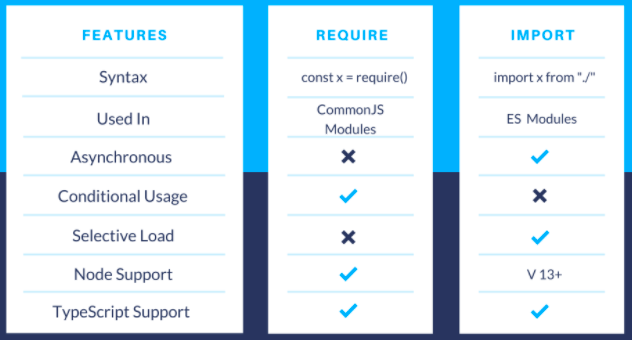 FEATURES
REQUIRE
IMPORT
Syntax
const x = require()
import x from "./"
Used In
CommonJS
Modules
ES Modules
Asynchronous
Conditional Usage
Selective Load
Node Support
V 13+
TypeScript Support